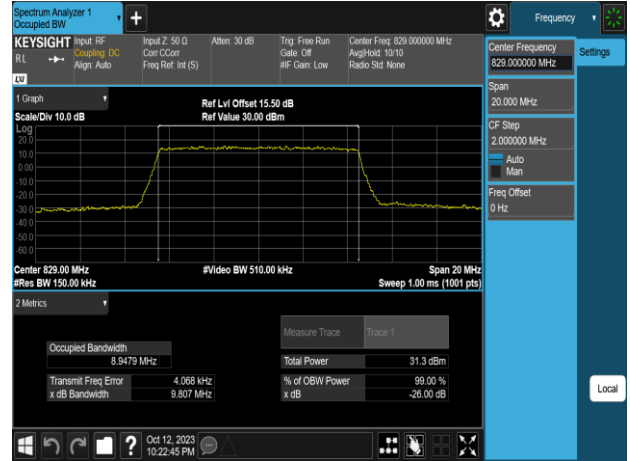 Spectrum Analyzer 1
Occupied BW
Frequency
KEYSIGHT
Input: RF
Input Z: 50 Ω
Atten: 30 dB
Trig: Free Run
Center Freq: 829.000000 MHz
R L
Coupling: DC
Corr CCorr
Gate: Off
Avg|Hold: 10/10
Align: Auto
Freq Ref: Int (S)
#IF Gain: Low
Radio Std: None
LXI
Center Frequency
829.000000 MHz
Settings
Span
20.000 MHz
CF Step
2.000000 MHz
Auto
Man
Freq Offset
0 Hz
1 Graph
Ref Lvl Offset 15.50 dB
Scale/Div 10.0 dB
Ref Value 30.00 dBm
Log
20.0
10.0
0.00
-10.0
-20.0
-30.0
-40.0
-50.0
-60.0
Center 829.00 MHz
#Video BW 510.00 kHz
Span 20 MHz
#Res BW 150.00 kHz
Sweep 1.00 ms (1001 pts)
2 Metrics
Measure Trace
Trace 1
Occupied Bandwidth
8.9479 MHz
Total Power
31.3 dBm
Transmit Freq Error
4.068 kHz
% of OBW Power
99.00 %
x dB Bandwidth
9.807 MHz
x dB
-26.00 dB
Local
Oct 12, 2023
10:22:45 PM